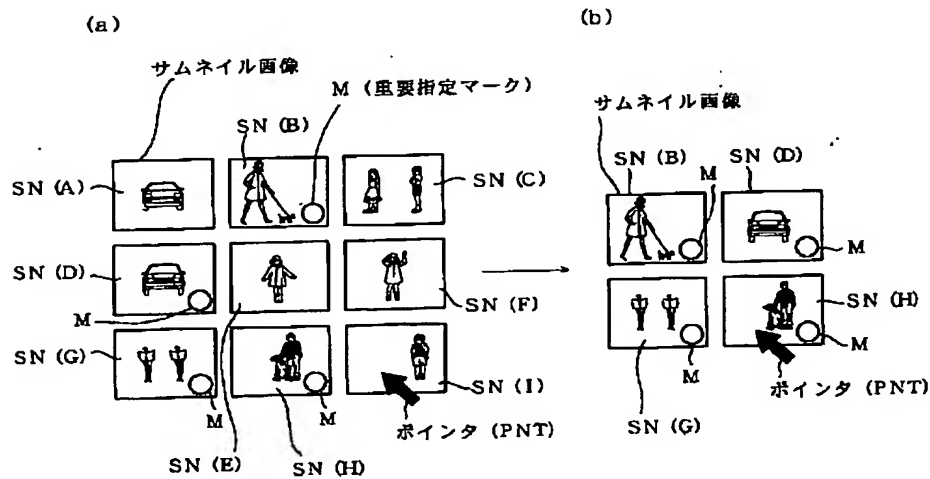 (a)
サムネイル画像
M (重要指定マーク)
SN (B)
SN (A)
SN (C)
SN (D)
M
SN (F)
SN (G)
M
M
SN (I)
ポインタ (PNT)
SN (E)
SN (H)
(b)
サムネイル画像
SN (B)
M
SN (D)
M
SN (H)
M
M
ポインタ (PNT)
SN (G)